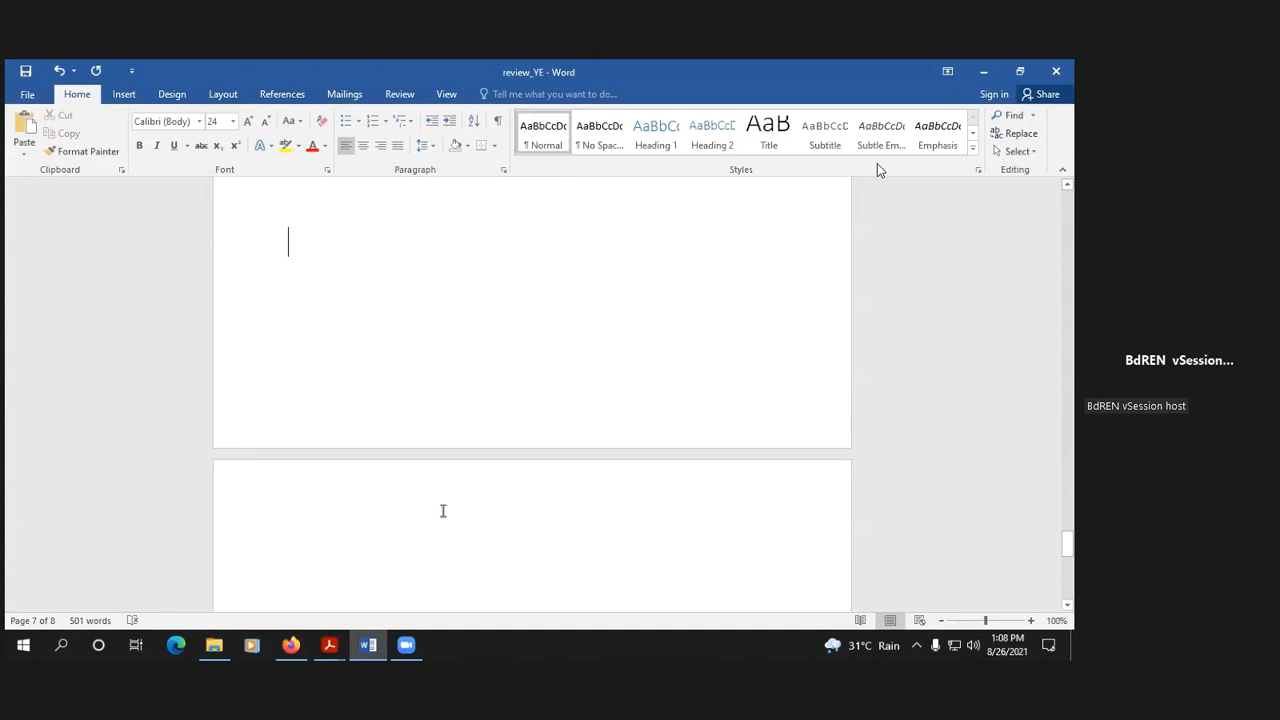 review_YE - Word
File Home Insert Design Layout References Mailings Review View Tell me what you want to do... Sign in Share
Paste
Cut
Copy
Format Painter
Clipboard
Calibri (Body) 24
Font
Paragraph
AaBbCcDc AaBbCcDc AaBbCc AaBbCcD AaB AaBbCcD AaBbCcDc AaBbCcDc
¶ Normal ¶ No Spac... Heading 1 Heading 2 Title Subtitle Subtle Em... Emphasis
Styles
Find
Replace
Select
Editing
BdREN vSession...
BdREN vSession host
Page 7 of 8 501 words 100%
31°C Rain
1:08 PM
8/26/2021